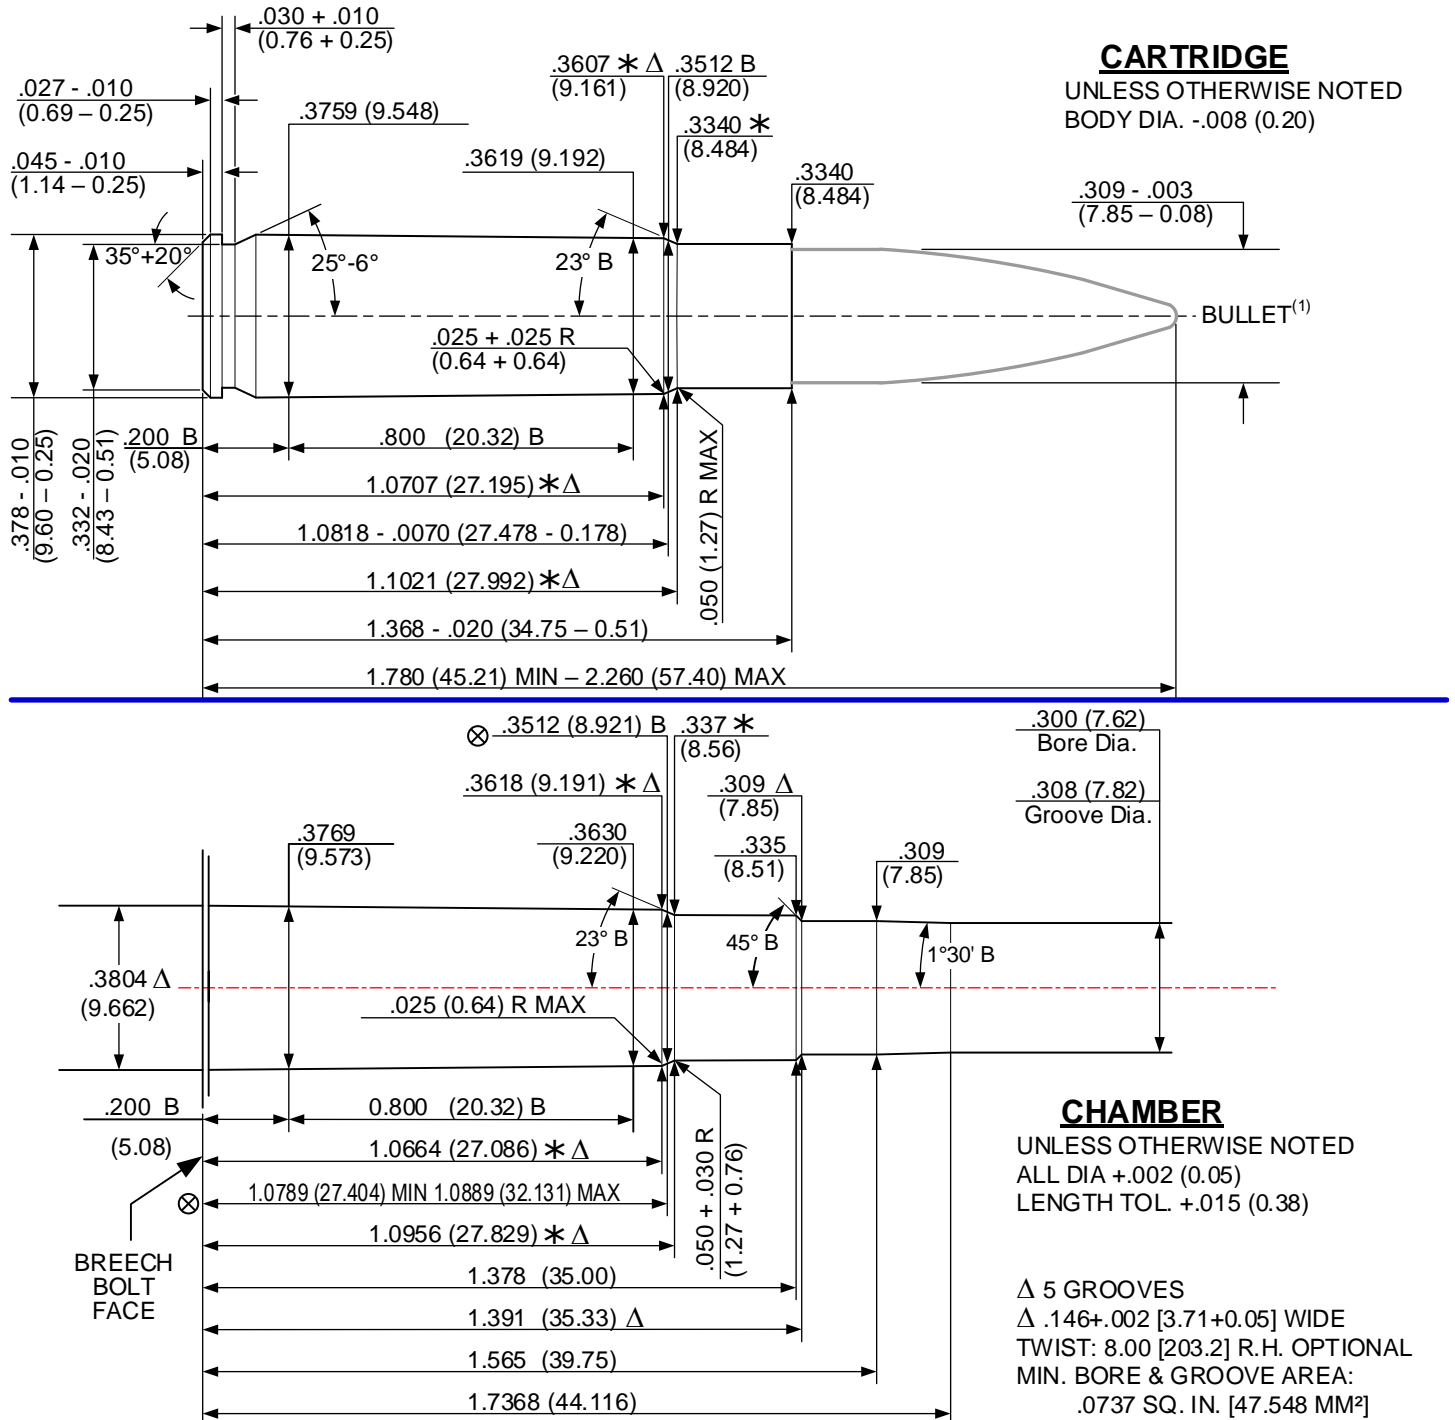 .030 + .010
(0.76 + 0.25)
.027 - .010
(0.69 – 0.25)
.045 - .010
(1.14 – 0.25)
.3759 (9.548)
.3607 * Δ
(9.161)
.3512 B
(8.920)
.3340 *
(8.484)
.3619 (9.192)
.3340
(8.484)
CARTRIDGE
UNLESS OTHERWISE NOTED
BODY DIA. -.008 (0.20)
.309 - .003
(7.85 – 0.08)
35°+20°
25°-6°
23° B
BULLET(1)
.025 + .025 R
(0.64 + 0.64)
.378 - .010
(9.60 – 0.25)
.332 - .020
(8.43 – 0.51)
.200 B
(5.08)
.800 (20.32) B
.050 (1.27) R MAX
1.0707 (27.195) * Δ
1.0818 - .0070 (27.478 - 0.178)
1.1021 (27.992) * Δ
1.368 - .020 (34.75 – 0.51)
1.780 (45.21) MIN – 2.260 (57.40) MAX
⊗ .3512 (8.921) B
.337 *
(8.56)
.3618 (9.191) * Δ
.309 Δ
(7.85)
.300 (7.62)
Bore Dia.
.308 (7.82)
Groove Dia.
.3769
(9.573)
.3630
(9.220)
.335
(8.51)
.309
(7.85)
23° B
45° B
1°30' B
.3804 Δ
(9.662)
.025 (0.64) R MAX
.200 B
(5.08)
0.800 (20.32) B
.050 + .030 R
(1.27 + 0.76)
1.0664 (27.086) * Δ
⊗ 1.0789 (27.404) MIN 1.0889 (32.131) MAX
1.0956 (27.829) * Δ
1.378 (35.00)
1.391 (35.33) Δ
1.565 (39.75)
1.7368 (44.116)
BREECH
BOLT
FACE
CHAMBER
UNLESS OTHERWISE NOTED
ALL DIA +.002 (0.05)
LENGTH TOL. +.015 (0.38)
Δ 5 GROOVES
Δ .146+.002 [3.71+0.05] WIDE
TWIST: 8.00 [203.2] R.H. OPTIONAL
MIN. BORE & GROOVE AREA:
.0737 SQ. IN. [47.548 MM²]